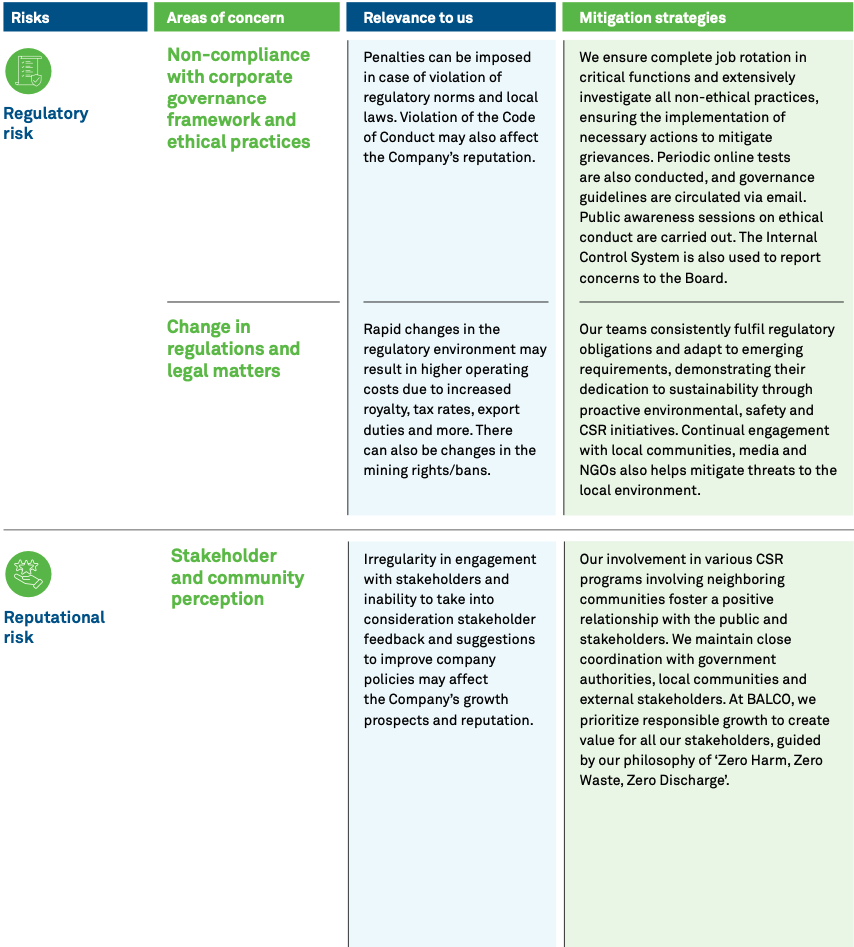 Risks
Areas of concern
Relevance to us
Mitigation strategies
Regulatory
risk
Non-compliance
with corporate
governance
framework and
ethical practices
Penalties can be imposed
in case of violation of
regulatory norms and local
laws. Violation of the Code
of Conduct may also affect
the Company’s reputation.
We ensure complete job rotation in
critical functions and extensively
investigate all non-ethical practices,
ensuring the implementation of
necessary actions to mitigate
grievances. Periodic online tests
are also conducted, and governance
guidelines are circulated via email.
Public awareness sessions on ethical
conduct are carried out. The Internal
Control System is also used to report
concerns to the Board.
Change in
regulations and
legal matters
Rapid changes in the
regulatory environment may
result in higher operating
costs due to increased
royalty, tax rates, export
duties and more. There
can also be changes in the
mining rights/bans.
Our teams consistently fulfil regulatory
obligations and adapt to emerging
requirements, demonstrating their
dedication to sustainability through
proactive environmental, safety and
CSR initiatives. Continual engagement
with local communities, media and
NGOs also helps mitigate threats to the
local environment.
Reputational
risk
Stakeholder
and community
perception
Irregularity in engagement
with stakeholders and
inability to take into
consideration stakeholder
feedback and suggestions
to improve company
policies may affect
the Company’s growth
prospects and reputation.
Our involvement in various CSR
programs involving neighboring
communities foster a positive
relationship with the public and
stakeholders. We maintain close
coordination with government
authorities, local communities and
external stakeholders. At BALCO, we
prioritize responsible growth to create
value for all our stakeholders, guided
by our philosophy of ‘Zero Harm, Zero
Waste, Zero Discharge’.